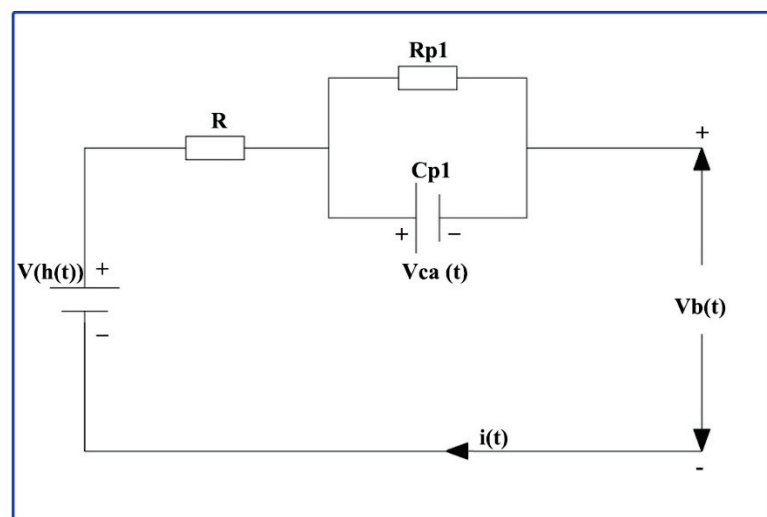 Rp1
R
+
Cp1
+ −
Vca (t)
V(h(t)) +
−
Vb(t)
i(t)
-